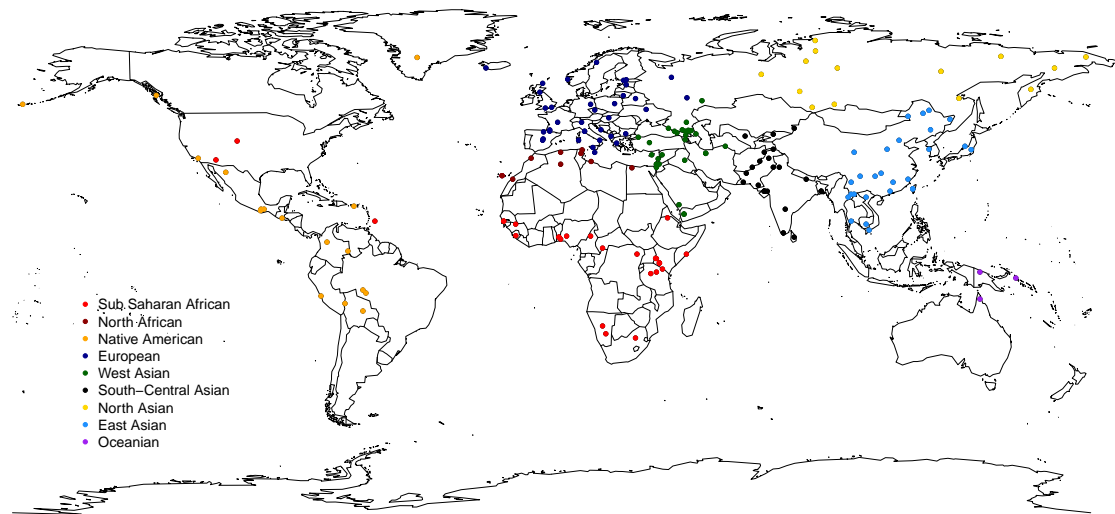 Sub Saharan African
North African
Native American
European
West Asian
South−Central Asian
North Asian
East Asian
Oceanian